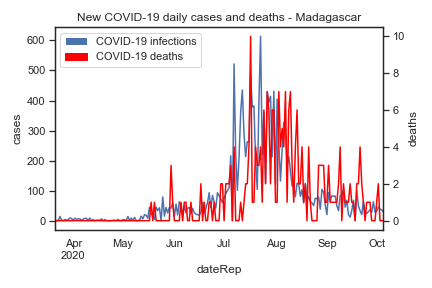 New COVID-19 daily cases and deaths - Madagascar
COVID-19 infections
COVID-19 deaths
600
500
400
300
200
100
0
cases
10
8
6
4
2
0
deaths
Apr May Jun Jul Aug Sep Oct
2020
dateRep